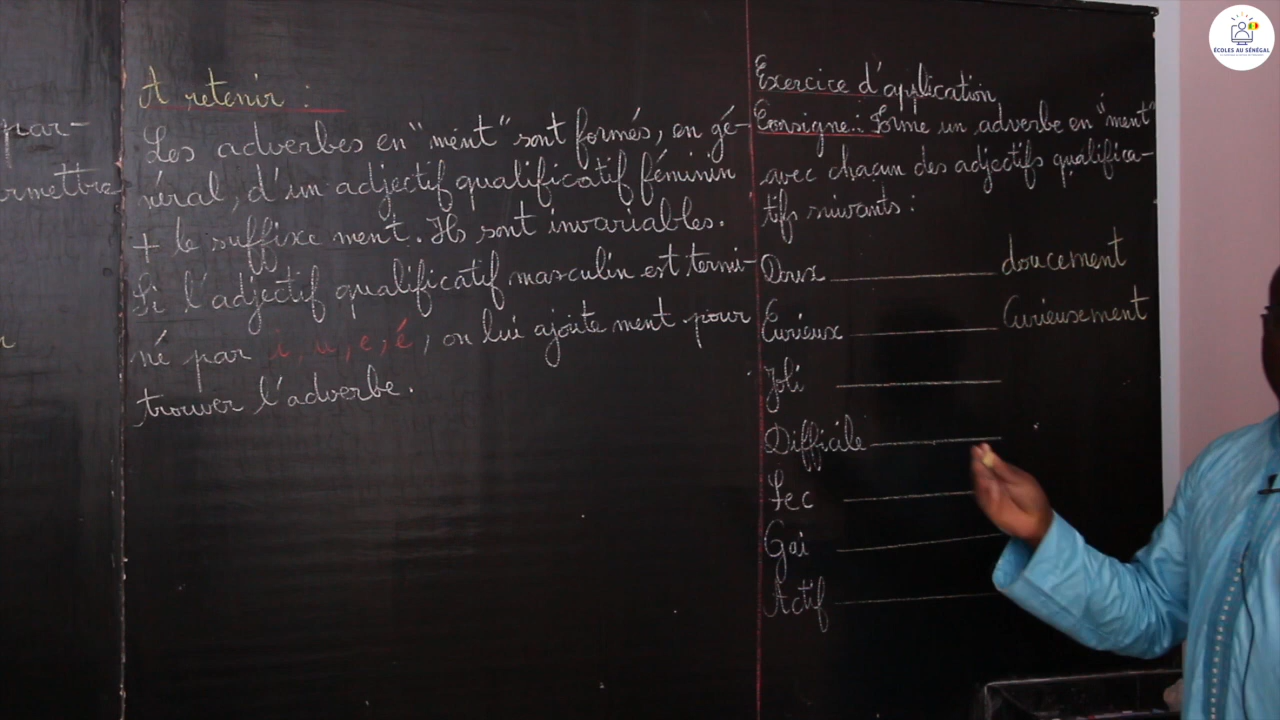 par-
rmettre
A retenir :
Les adverbes en "ment" sont formés, en gé-
néral, d'un adjectif qualificatif féminin
+ le suffixe ment. Ils sont invariables.
Si l'adjectif qualificatif masculin est termi-
né par i, u, e, é, on lui ajoute ment pour
trouver l'adverbe.
Exercice d'application
Consigne : Forme un adverbe en "ment"
avec chacun des adjectifs qualifica-
tifs suivants :
Doux doucement
Curieux Curieusement
Joli
Difficile
Sec
Gai
Actif
ÉCOLES AU SÉNÉGAL